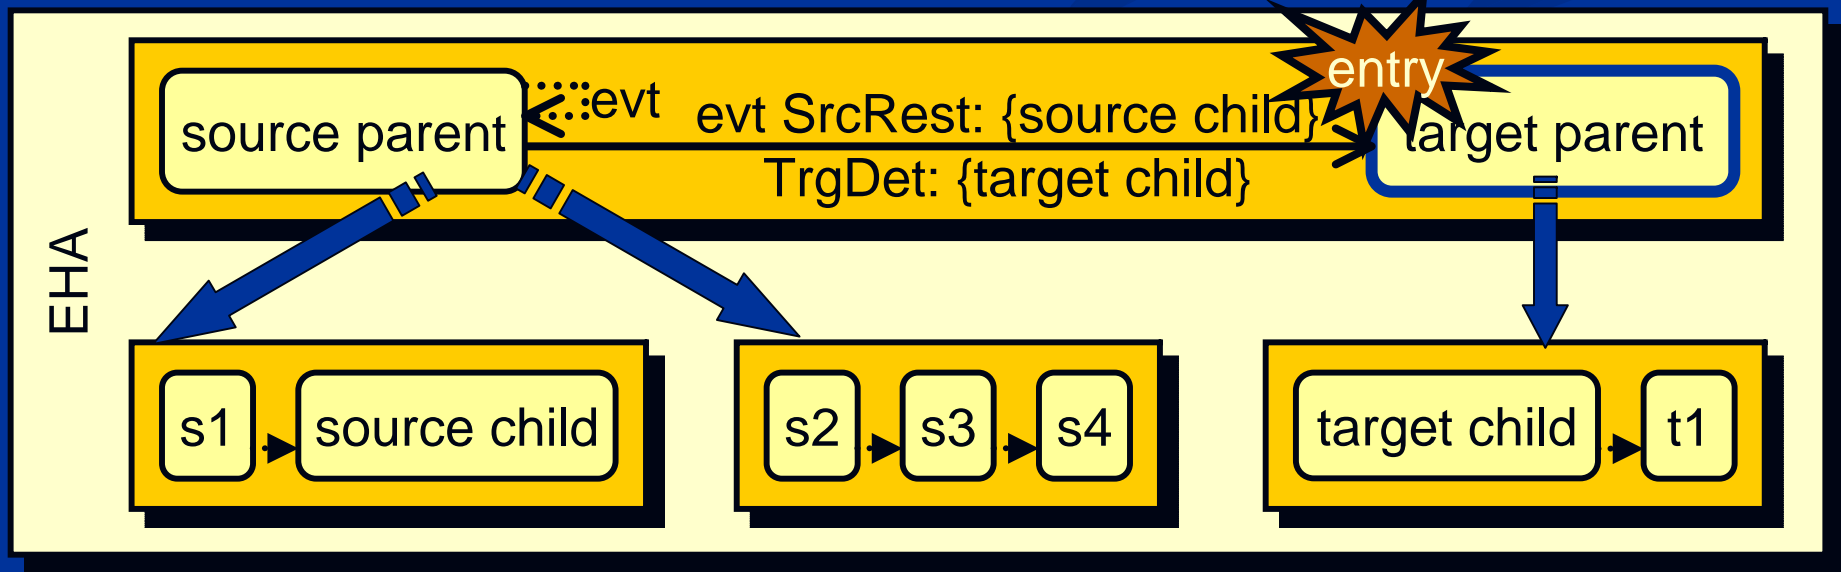 entry
source parent
evt
evt SrcRest: {source child}
TrgDet: {target child}
target parent
EHA
s1
source child
s2
s3
s4
target child
t1